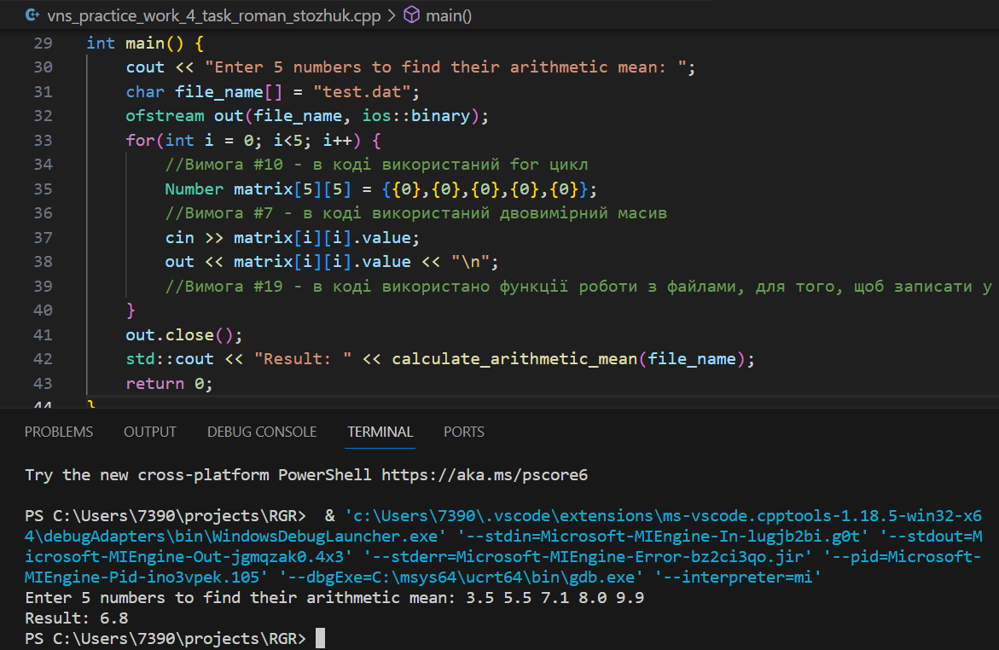 vns_practice_work_4_task_roman_stozhuk.cpp > main()
29 int main() {
30 cout << "Enter 5 numbers to find their arithmetic mean: ";
31 char file_name[] = "test.dat";
32 ofstream out(file_name, ios::binary);
33 for(int i = 0; i<5; i++) {
34 //Вимога #10 - в коді використаний for цикл
35 Number matrix[5][5] = {{0},{0},{0},{0},{0}};
36 //Вимога #7 - в коді використаний двовимірний масив
37 cin >> matrix[i][i].value;
38 out << matrix[i][i].value << "\n";
39 //Вимога #19 - в коді використано функції роботи з файлами, для того, щоб записати у
40 }
41 out.close();
42 std::cout << "Result: " << calculate_arithmetic_mean(file_name);
43 return 0;
44 }
PROBLEMS OUTPUT DEBUG CONSOLE TERMINAL PORTS
Try the new cross-platform PowerShell https://aka.ms/pscore6
PS C:\Users\7390\projects\RGR>  & 'c:\Users\7390\.vscode\extensions\ms-vscode.cpptools-1.18.5-win32-x6
4\debugAdapters\bin\WindowsDebugLauncher.exe' '--stdin=Microsoft-MIEngine-In-lugjb2bi.g0t' '--stdout=M
icrosoft-MIEngine-Out-jgmqzak0.4x3' '--stderr=Microsoft-MIEngine-Error-bz2ci3qo.jir' '--pid=Microsoft-
MIEngine-Pid-ino3vpek.105' '--dbgExe=C:\msys64\ucrt64\bin\gdb.exe' '--interpreter=mi'
Enter 5 numbers to find their arithmetic mean: 3.5 5.5 7.1 8.0 9.9
Result: 6.8
PS C:\Users\7390\projects\RGR>